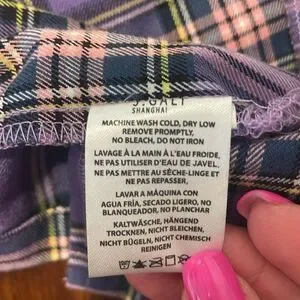 J.GALT
SHANGHAI
MACHINE WASH COLD, DRY LOW
REMOVE PROMPTLY,
NO BLEACH, DO NOT IRON
LAVAGE À LA MAIN À L'EAU FROIDE,
NE PAS UTILISER D'EAU DE JAVEL,
NE PAS METTRE AU SÈCHE-LINGE ET
NE PAS REPASSER,
LAVAR A MÁQUINA CON
AGUA FRÍA, SECADO LIGERO, NO
BLANQUEADOR, NO PLANCHAR
KALTWÄSCHE, HÄNGEND
TROCKNEN, NICHT BLEICHEN,
NICHT BÜGELN, NICHT CHEMISCH
REINIGEN